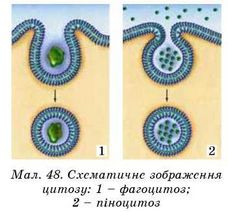 1 2
Мал. 48. Схематичне зображення
цитозу: 1 – фагоцитоз;
2 – піноцитоз